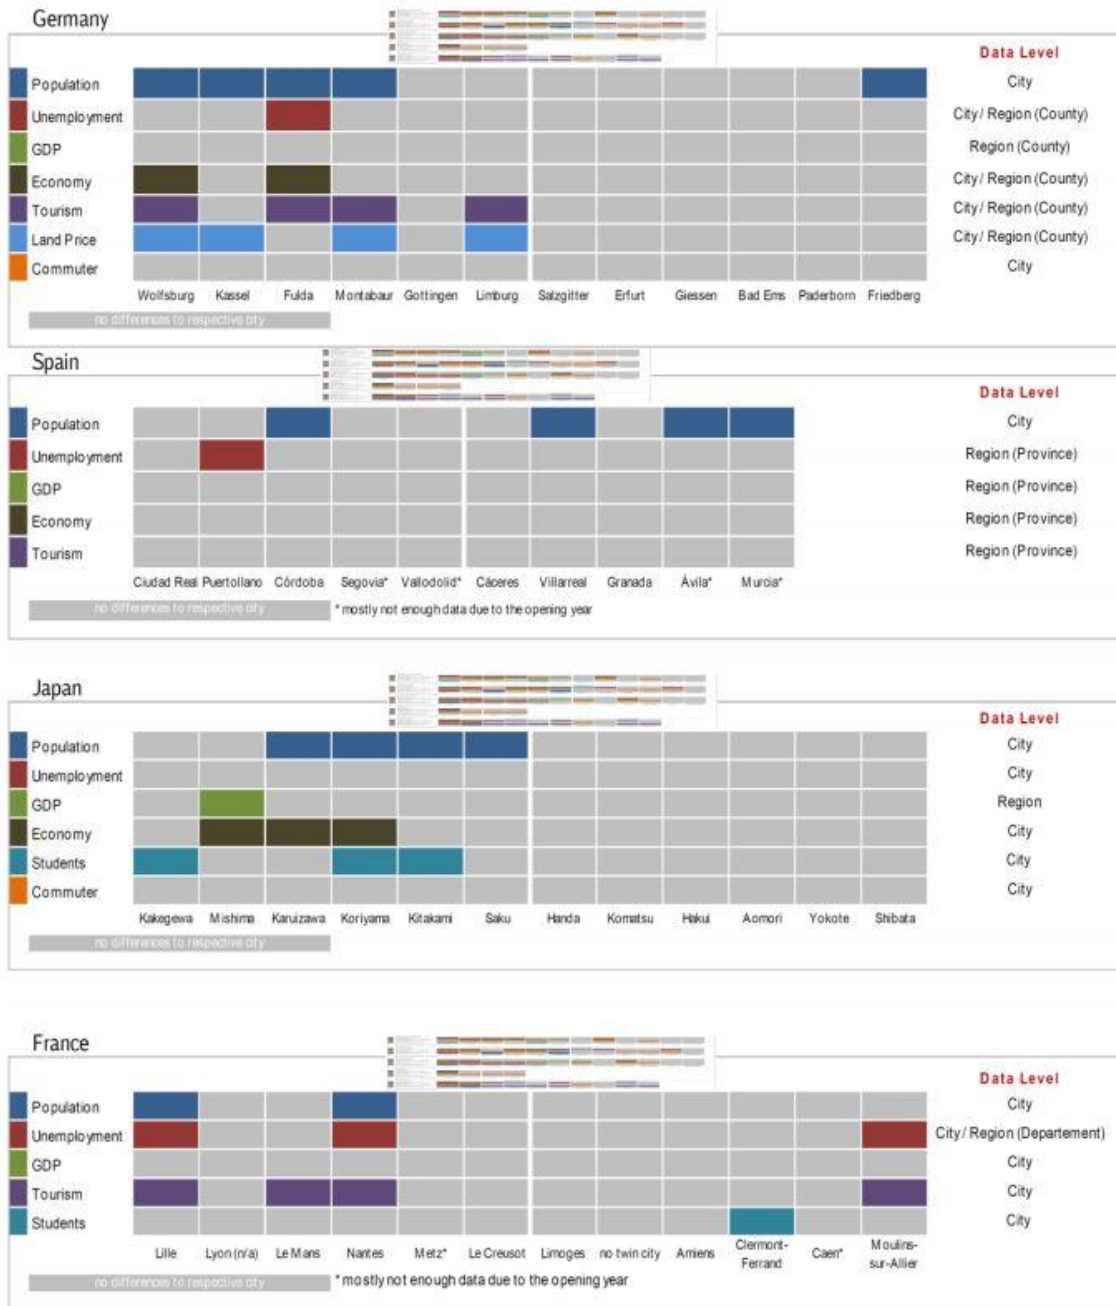 Germany
Data Level
Population City
Unemployment City / Region (County)
GDP Region (County)
Economy City / Region (County)
Tourism City / Region (County)
Land Price City / Region (County)
Commuter City
Wolfsburg Kassel Fulda Montabaur Gottingen Limburg Salzgitter Erfurt Giessen Bad Ems Paderborn Friedberg
no differences to respective city
Spain
Data Level
Population City
Unemployment Region (Province)
GDP Region (Province)
Economy Region (Province)
Tourism Region (Province)
Ciudad Real Puertollano Córdoba Segovia* Vallodolid* Cáceres Villarreal Granada Ávila* Murcia*
no differences to respective city * mostly not enough data due to the opening year
Japan
Data Level
Population City
Unemployment City
GDP Region
Economy City
Students City
Commuter City
Kakegewa Mishima Karuizawa Koriyama Kitakami Saku Handa Komatsu Hakui Aomori Yokote Shibata
no differences to respective city
France
Data Level
Population City
Unemployment City / Region (Departement)
GDP City
Tourism City
Students City
Lille Lyon (n/a) Le Mans Nantes Metz* Le Creusot Limoges no twin city Amiens Clermont-Ferrand Caen* Moulins-sur-Allier
no differences to respective city * mostly not enough data due to the opening year